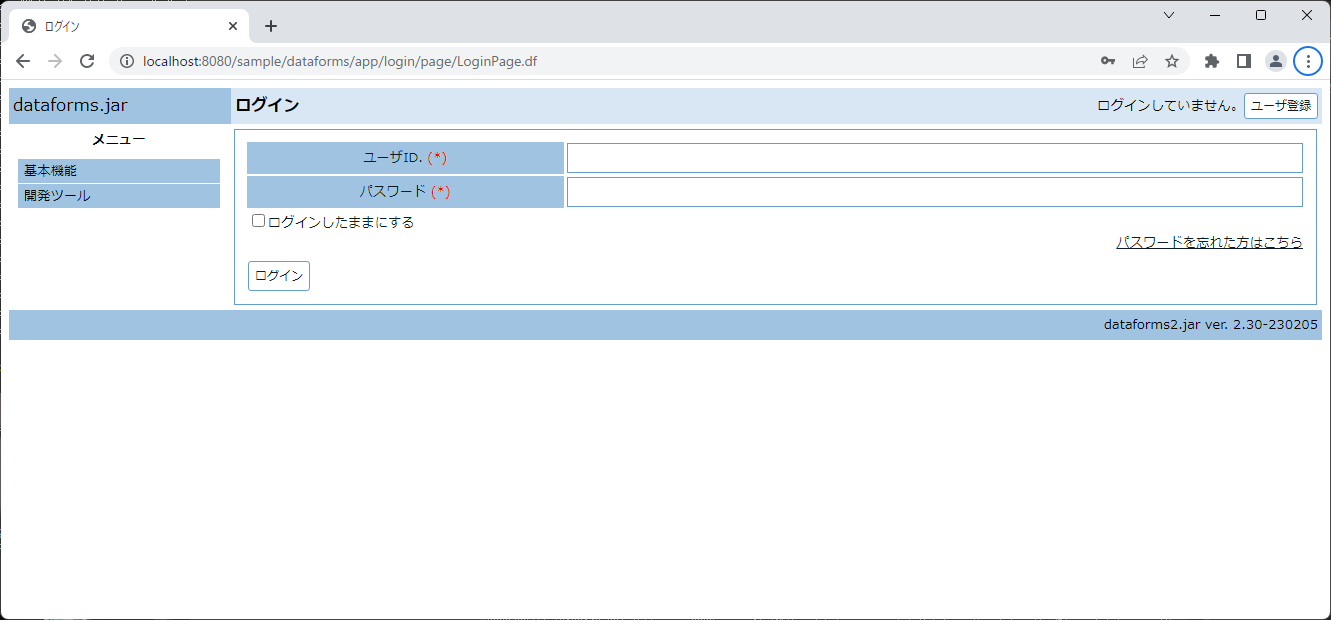 ログイン
localhost:8080/sample/dataforms/app/login/page/LoginPage.df
dataforms.jar
ログイン
ログインしていません。 ユーザ登録
メニュー
基本機能
開発ツール
ユーザID. (*)
パスワード (*)
ログインしたままにする
パスワードを忘れた方はこちら
ログイン
dataforms2.jar ver. 2.30-230205